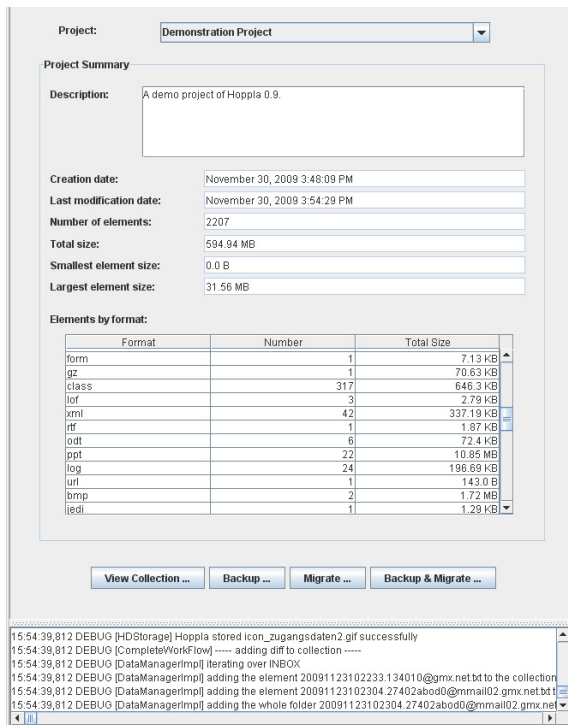 Project: Demonstration Project
Project Summary
Description: A demo project of Hoppla 0.9.
Creation date: November 30, 2009 3:48:09 PM
Last modification date: November 30, 2009 3:54:29 PM
Number of elements: 2207
Total size: 594.94 MB
Smallest element size: 0.0 B
Largest element size: 31.56 MB
Elements by format:
Format Number Total Size
form 1 7.13 KB
gz 1 70.63 KB
class 317 646.3 KB
lof 3 2.79 KB
xml 42 337.19 KB
rtf 1 1.87 KB
odt 6 72.4 KB
ppt 22 10.85 MB
log 24 196.69 KB
url 1 143.0 B
bmp 2 1.72 MB
jedi 1 1.29 KB
View Collection ... Backup ... Migrate ... Backup & Migrate ...
15:54:39,812 DEBUG [HDStorage] Hoppla stored icon_zugangsdaten2.gif successfully
15:54:39,812 DEBUG [CompleteWorkFlow] ----- adding diff to collection -----
15:54:39,812 DEBUG [DataManagerImpl] iterating over INBOX
15:54:39,812 DEBUG [DataManagerImpl] adding the element 20091123102233.134010@gmx.net.txt to the collection
15:54:39,812 DEBUG [DataManagerImpl] adding the element 20091123102304.27402abod0@mmail02.gmx.net.txt t
15:54:39,812 DEBUG [DataManagerImpl] adding the whole folder 20091123102304.27402abod0@mmail02.gmx.net